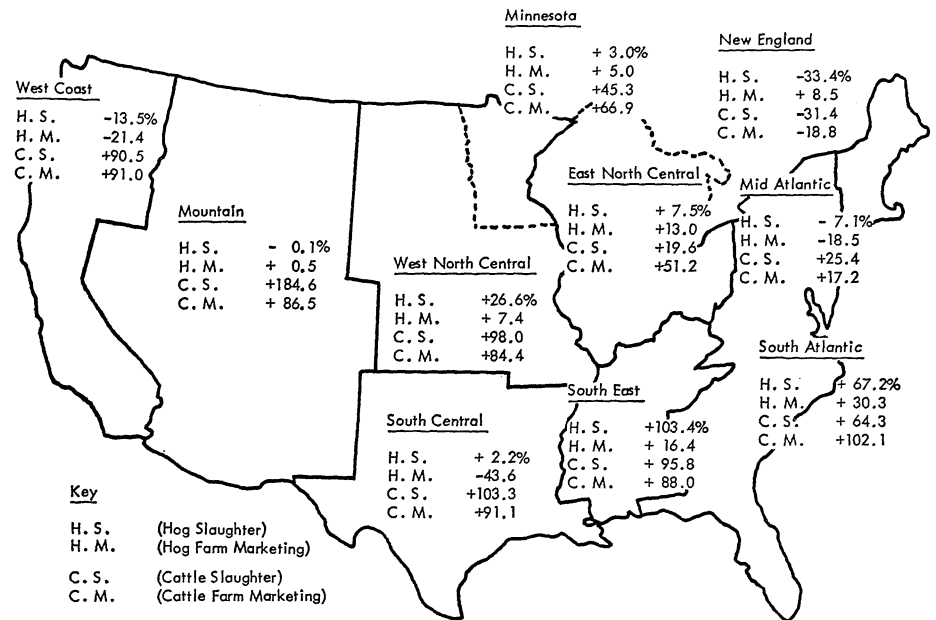 Minnesota
H. S. + 3.0%
H. M. + 5.0
C. S. +45.3
C. M. +66.9
New England
H. S. -33.4%
H. M. + 8.5
C. S. -31.4
C. M. -18.8
West Coast
H. S. -13.5%
H. M. -21.4
C. S. +90.5
C. M. +91.0
East North Central
H. S. + 7.5%
H. M. +13.0
C. S. +19.6
C. M. +51.2
Mid Atlantic
H. S. - 7.1%
H. M. -18.5
C. S. +25.4
C. M. +17.2
Mountain
H. S. - 0.1%
H. M. + 0.5
C. S. +184.6
C. M. + 86.5
West North Central
H. S. +26.6%
H. M. + 7.4
C. S. +98.0
C. M. +84.4
South Atlantic
H. S. + 67.2%
H. M. + 30.3
C. S. + 64.3
C. M. +102.1
South East
H. S. +103.4%
H. M. + 16.4
C. S. + 95.8
C. M. + 88.0
South Central
H. S. + 2.2%
H. M. -43.6
C. S. +103.3
C. M. +91.1
Key
H. S. (Hog Slaughter)
H. M. (Hog Farm Marketing)
C. S. (Cattle Slaughter)
C. M. (Cattle Farm Marketing)